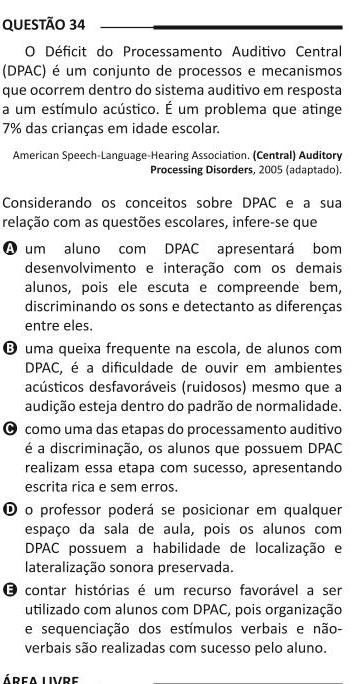 QUESTÃO 34
O Déficit do Processamento Auditivo Central
(DPAC) é um conjunto de processos e mecanismos
que ocorrem dentro do sistema auditivo em resposta
a um estímulo acústico. É um problema que atinge
7% das crianças em idade escolar.
American Speech-Language-Hearing Association. (Central) Auditory
Processing Disorders, 2005 (adaptado).
Considerando os conceitos sobre DPAC e a sua
relação com as questões escolares, infere-se que
A um aluno com DPAC apresentará bom
desenvolvimento e interação com os demais
alunos, pois ele escuta e compreende bem,
discriminando os sons e detectanto as diferenças
entre eles.
B uma queixa frequente na escola, de alunos com
DPAC, é a dificuldade de ouvir em ambientes
acústicos desfavoráveis (ruidosos) mesmo que a
audição esteja dentro do padrão de normalidade.
C como uma das etapas do processamento auditivo
é a discriminação, os alunos que possuem DPAC
realizam essa etapa com sucesso, apresentando
escrita rica e sem erros.
D o professor poderá se posicionar em qualquer
espaço da sala de aula, pois os alunos com
DPAC possuem a habilidade de localização e
lateralização sonora preservada.
E contar histórias é um recurso favorável a ser
utilizado com alunos com DPAC, pois organização
e sequenciação dos estímulos verbais e não-
verbais são realizadas com sucesso pelo aluno.
ÁREA LIVRE